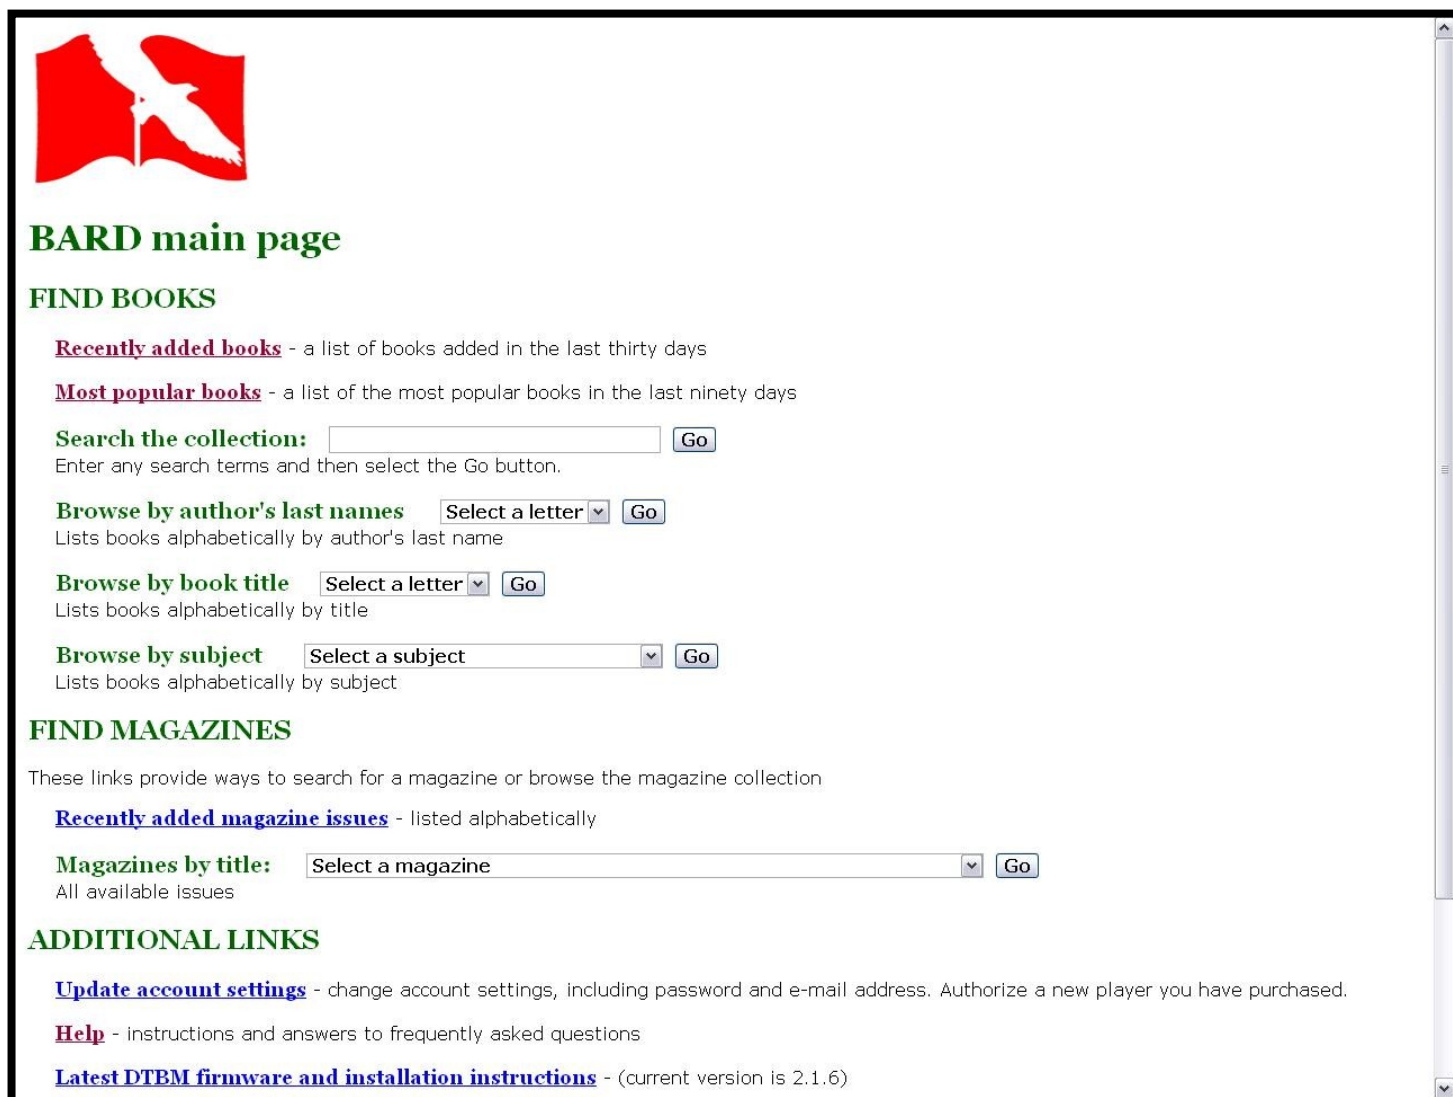 BARD main page
FIND BOOKS
Recently added books - a list of books added in the last thirty days
Most popular books - a list of the most popular books in the last ninety days
Search the collection: Go
Enter any search terms and then select the Go button.
Browse by author's last names Select a letter Go
Lists books alphabetically by author's last name
Browse by book title Select a letter Go
Lists books alphabetically by title
Browse by subject Select a subject Go
Lists books alphabetically by subject
FIND MAGAZINES
These links provide ways to search for a magazine or browse the magazine collection
Recently added magazine issues - listed alphabetically
Magazines by title: Select a magazine Go
All available issues
ADDITIONAL LINKS
Update account settings - change account settings, including password and e-mail address. Authorize a new player you have purchased.
Help - instructions and answers to frequently asked questions
Latest DTBM firmware and installation instructions - (current version is 2.1.6)